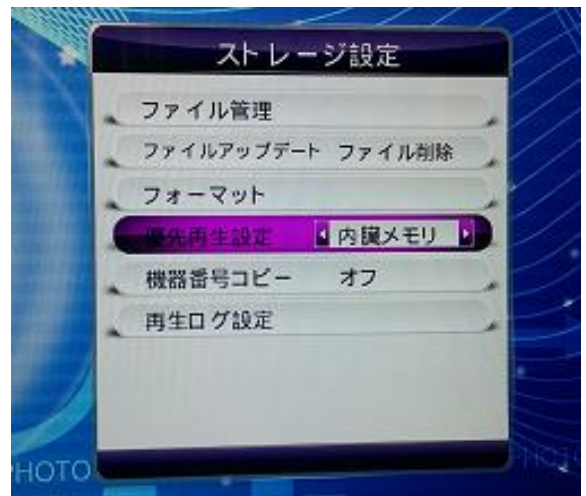 ストレージ設定
ファイル管理
ファイルアップデート ファイル削除
フォーマット
優先再生設定 内臓メモリ
機器番号コピー オフ
再生ログ設定
PHOTO
PHOTO